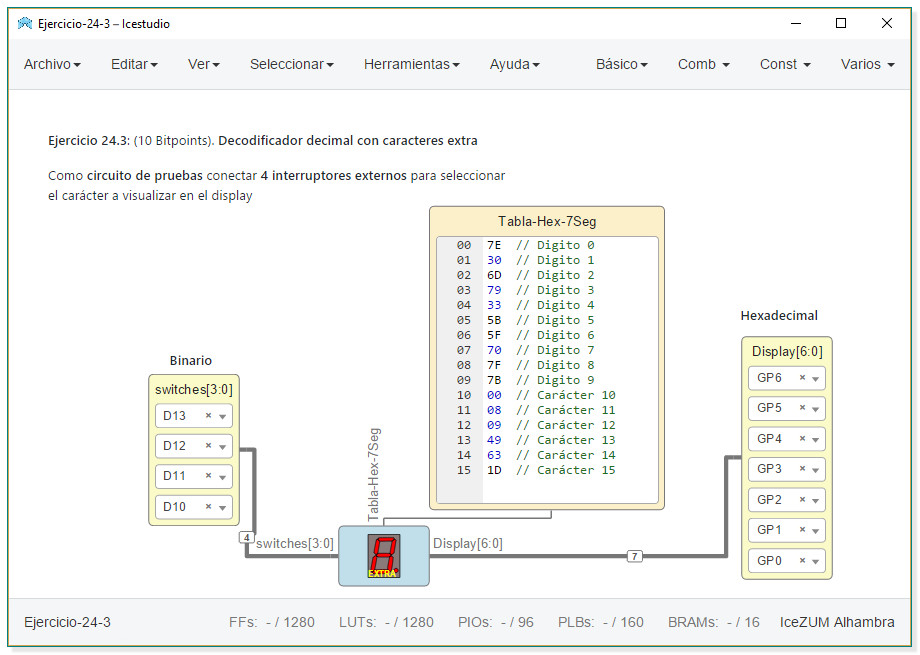 Ejercicio-24-3 – Icestudio
Archivo Editar Ver Seleccionar Herramientas Ayuda Básico Comb Const Varios
Ejercicio 24.3: (10 Bitpoints). Decodificador decimal con caracteres extra
Como circuito de pruebas conectar 4 interruptores externos para seleccionar
el carácter a visualizar en el display
Tabla-Hex-7Seg
00 7E // Digito 0
01 30 // Digito 1
02 6D // Digito 2
03 79 // Digito 3
04 33 // Digito 4
05 5B // Digito 5
06 5F // Digito 6
07 70 // Digito 7
08 7F // Digito 8
09 7B // Digito 9
10 00 // Carácter 10
11 08 // Carácter 11
12 09 // Carácter 12
13 49 // Carácter 13
14 63 // Carácter 14
15 1D // Carácter 15
Binario
switches[3:0]
D13 ×
D12 ×
D11 ×
D10 ×
4
switches[3:0]
Tabla-Hex-7Seg
EXTRA
Display[6:0]
7
Hexadecimal
Display[6:0]
GP6 ×
GP5 ×
GP4 ×
GP3 ×
GP2 ×
GP1 ×
GP0 ×
Ejercicio-24-3 FFs: - / 1280 LUTs: - / 1280 PIOs: - / 96 PLBs: - / 160 BRAMs: - / 16 IceZUM Alhambra